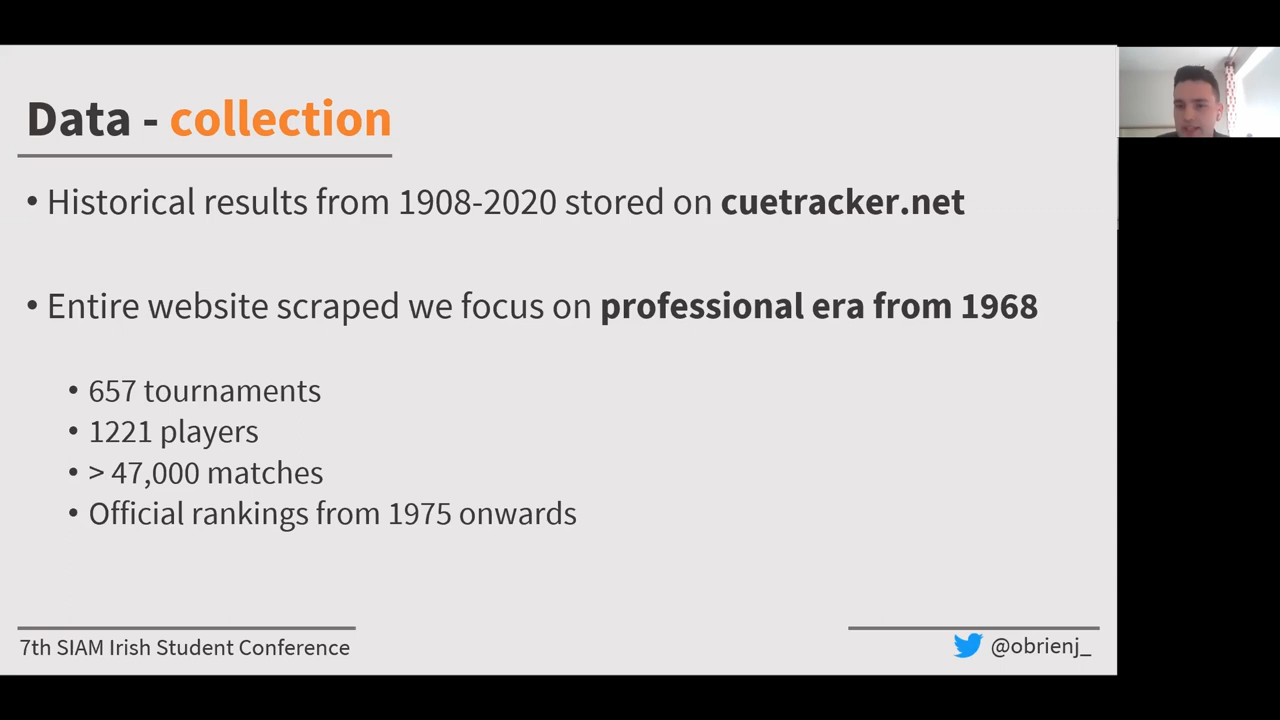 Data - collection
• Historical results from 1908-2020 stored on cuetracker.net
• Entire website scraped we focus on professional era from 1968
• 657 tournaments
• 1221 players
• > 47,000 matches
• Official rankings from 1975 onwards
7th SIAM Irish Student Conference
@obrienj_